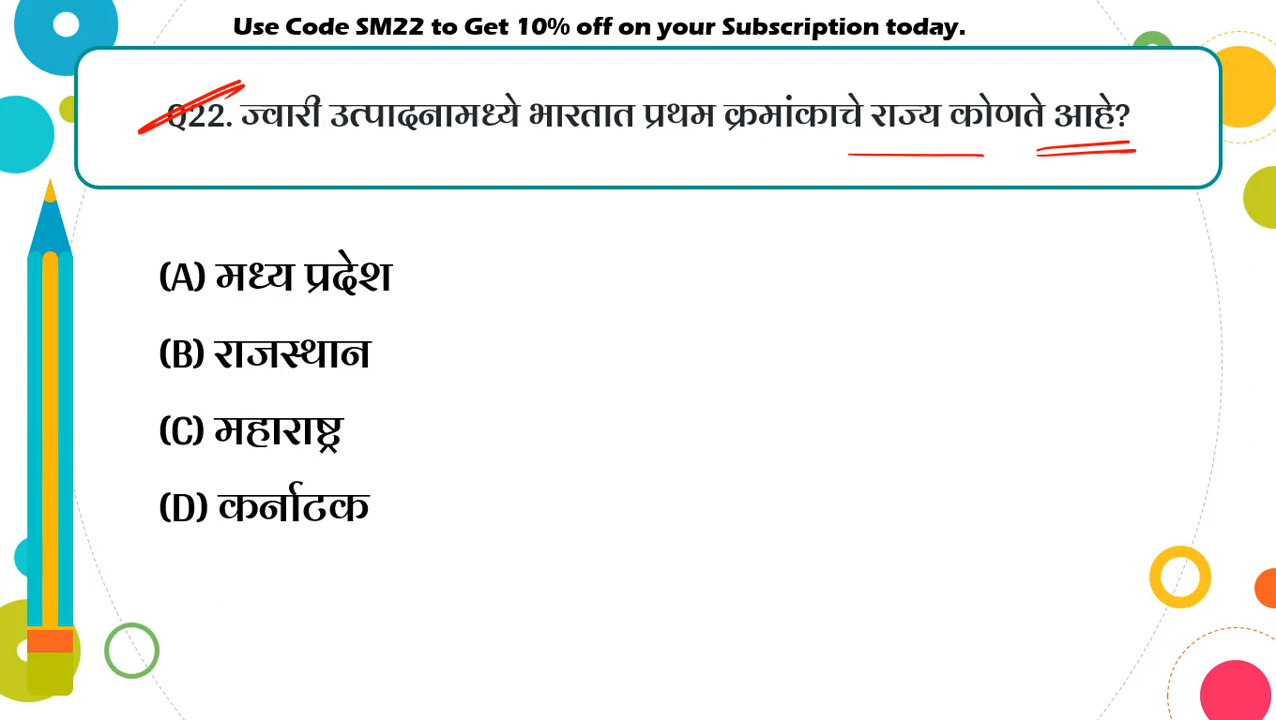 Use Code SM22 to Get 10% off on your Subscription today.
Q22. ज्वारी उत्पादनामध्ये भारतात प्रथम क्रमांकाचे राज्य कोणते आहे?
(A) मध्य प्रदेश
(B) राजस्थान
(C) महाराष्ट्र
(D) कर्नाटक